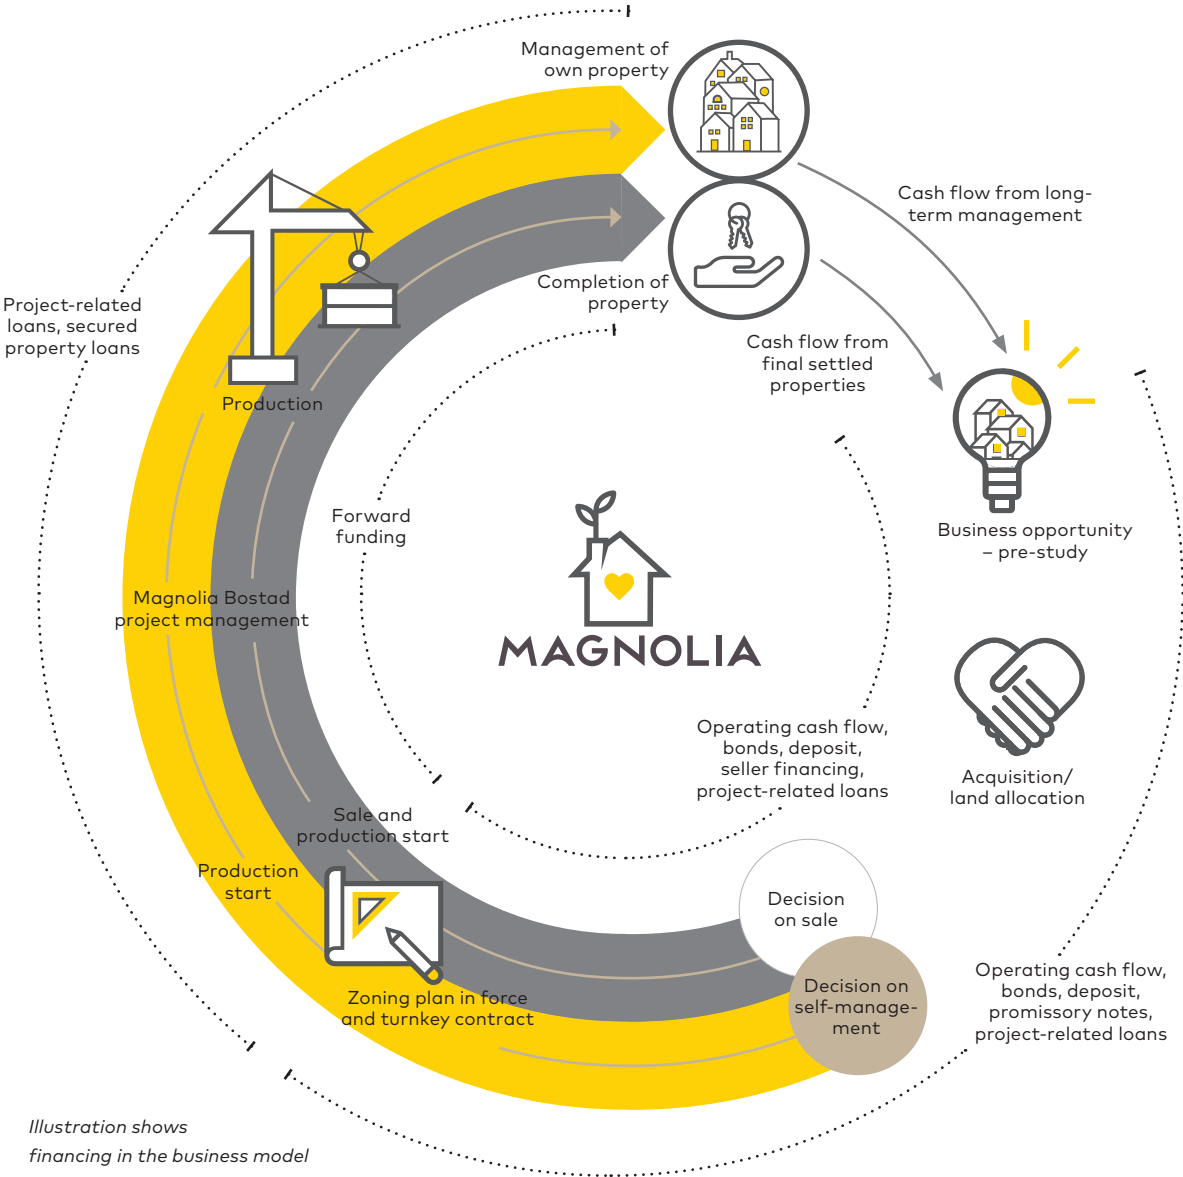 Management of
own property
Cash flow from long-
term management
Completion of
property
Project-related
loans, secured
property loans
Cash flow from
final settled
properties
Production
Forward
funding
Business opportunity
– pre-study
Magnolia Bostad
project management
MAGNOLIA
Operating cash flow,
bonds, deposit,
seller financing,
project-related loans
Acquisition/
land allocation
Sale and
production start
Production
start
Decision
on sale
Decision on
self-manage-
ment
Zoning plan in force
and turnkey contract
Operating cash flow,
bonds, deposit,
promissory notes,
project-related loans
Illustration shows
financing in the business model